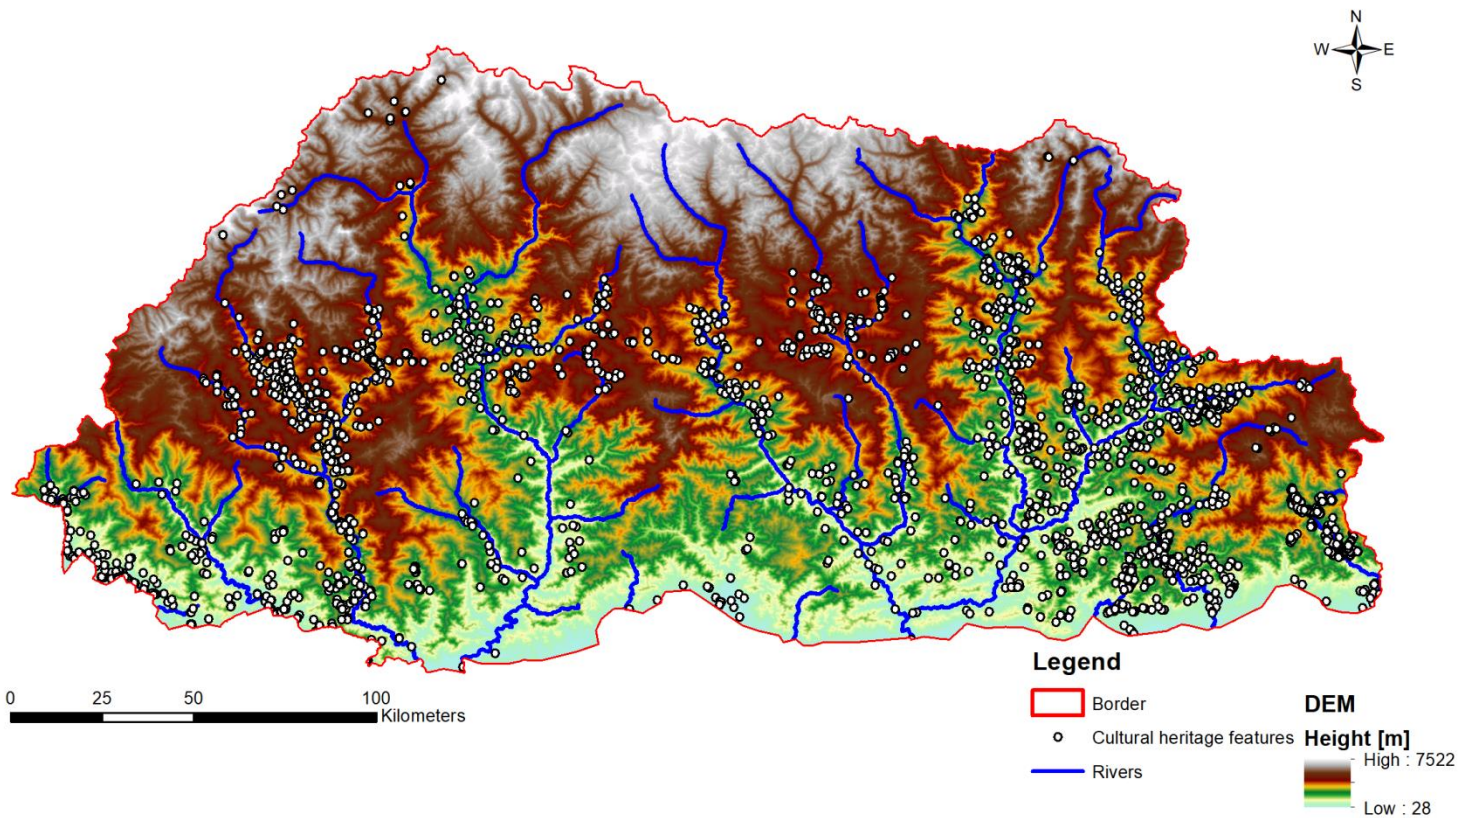 N
W E
S
0 25 50 100
Kilometers
Legend
Border
Cultural heritage features
Rivers
DEM
Height [m]
High : 7522
Low : 28